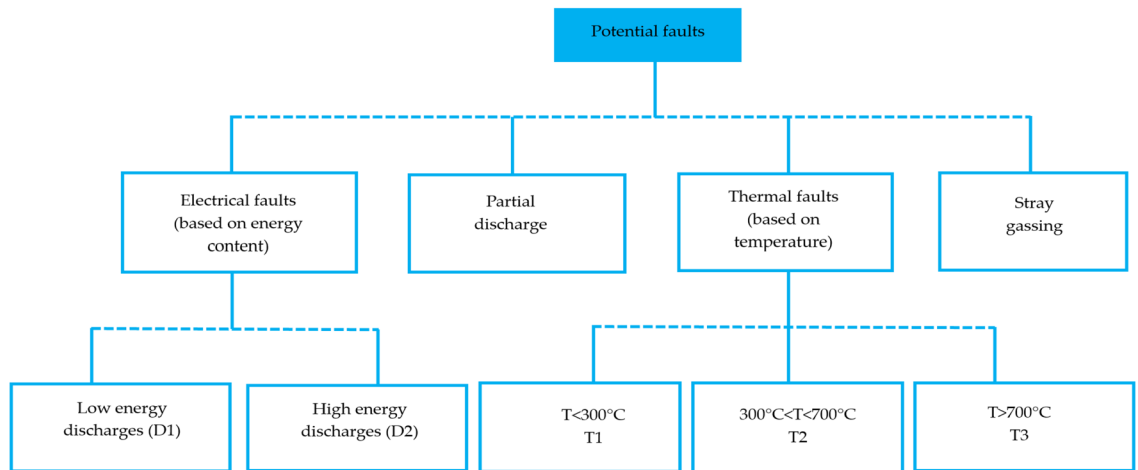 Potential faults
Electrical faults
(based on energy
content)
Partial
discharge
Thermal faults
(based on
temperature)
Stray
gassing
Low energy
discharges (D1)
High energy
discharges (D2)
T<300°C
T1
300°C<T<700°C
T2
T>700°C
T3